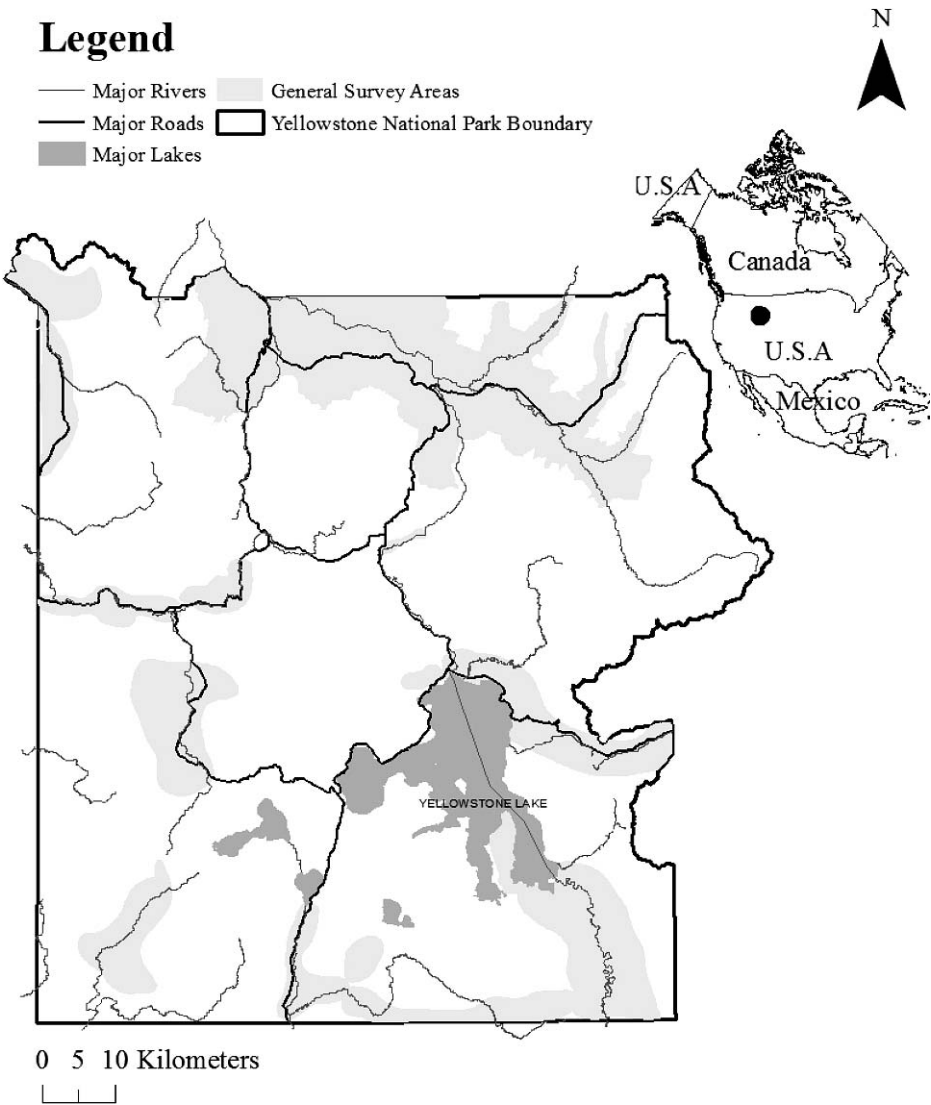 Legend
N
Major Rivers General Survey Areas
Major Roads Yellowstone National Park Boundary
Major Lakes
U.S.A
Canada
U.S.A
Mexico
YELLOWSTONE LAKE
0 5 10 Kilometers